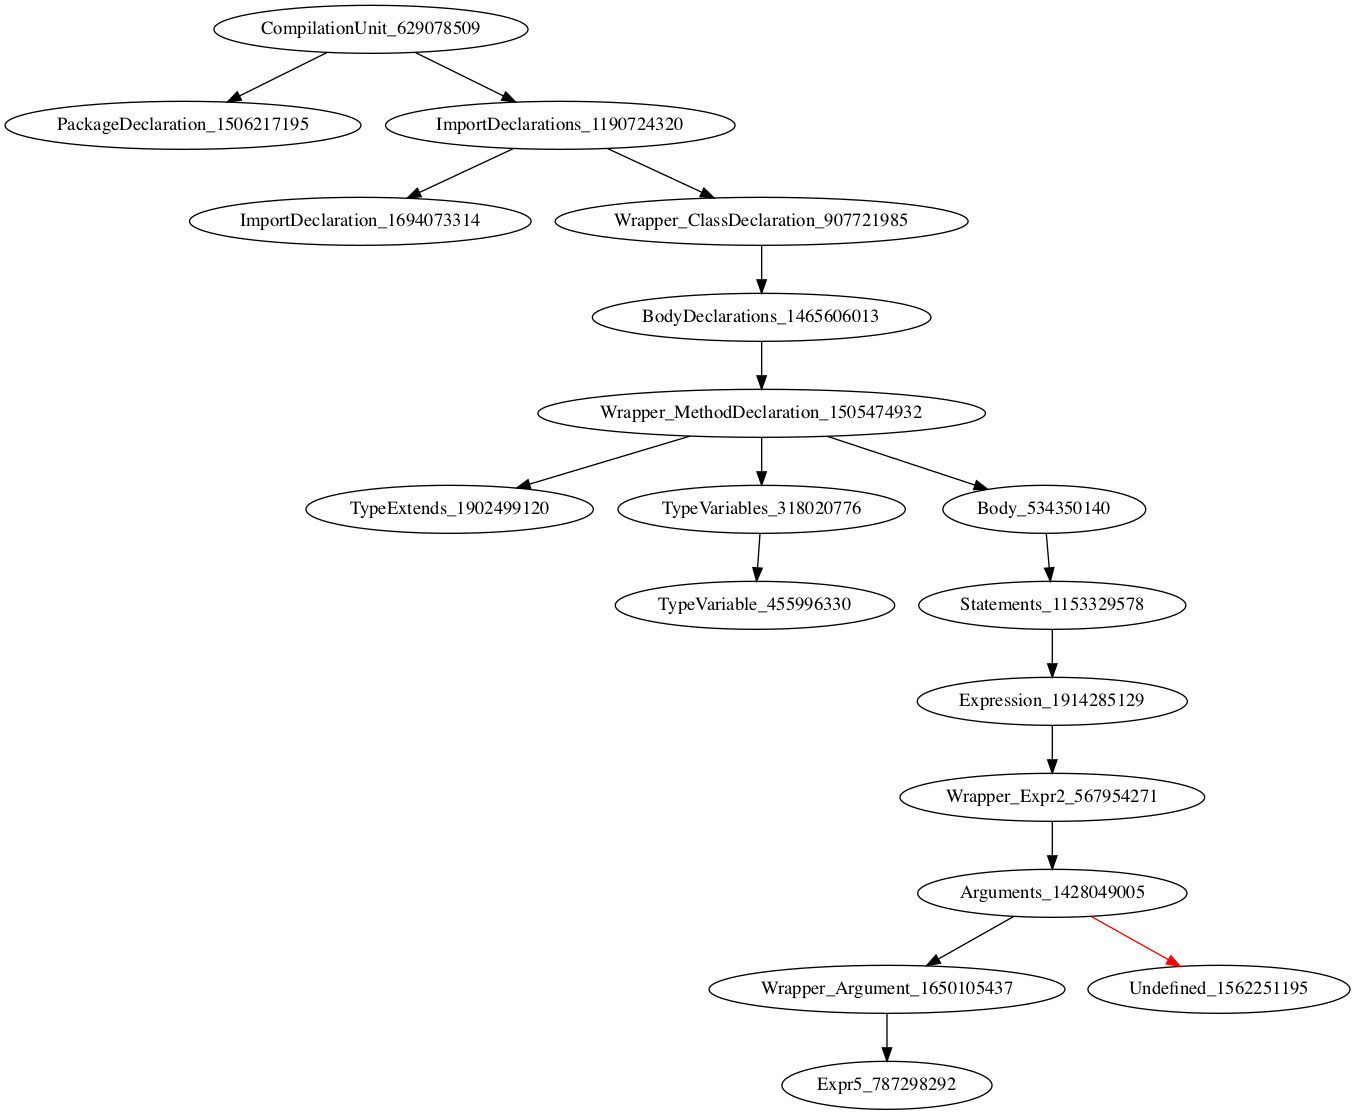 CompilationUnit_629078509
PackageDeclaration_1506217195
ImportDeclarations_1190724320
ImportDeclaration_1694073314
Wrapper_ClassDeclaration_907721985
BodyDeclarations_1465606013
Wrapper_MethodDeclaration_1505474932
TypeExtends_1902499120
TypeVariables_318020776
Body_534350140
TypeVariable_455996330
Statements_1153329578
Expression_1914285129
Wrapper_Expr2_567954271
Arguments_1428049005
Wrapper_Argument_1650105437
Undefined_1562251195
Expr5_787298292